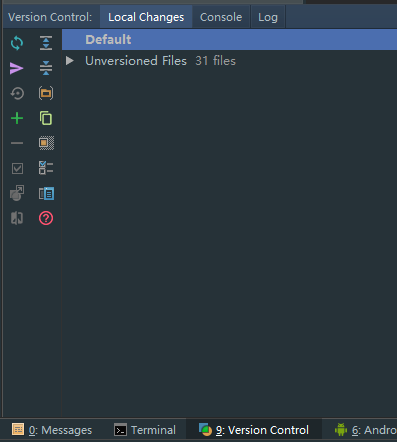 Version Control: Local Changes Console Log
Default
Unversioned Files 31 files
0: Messages Terminal 9: Version Control 6: Andro